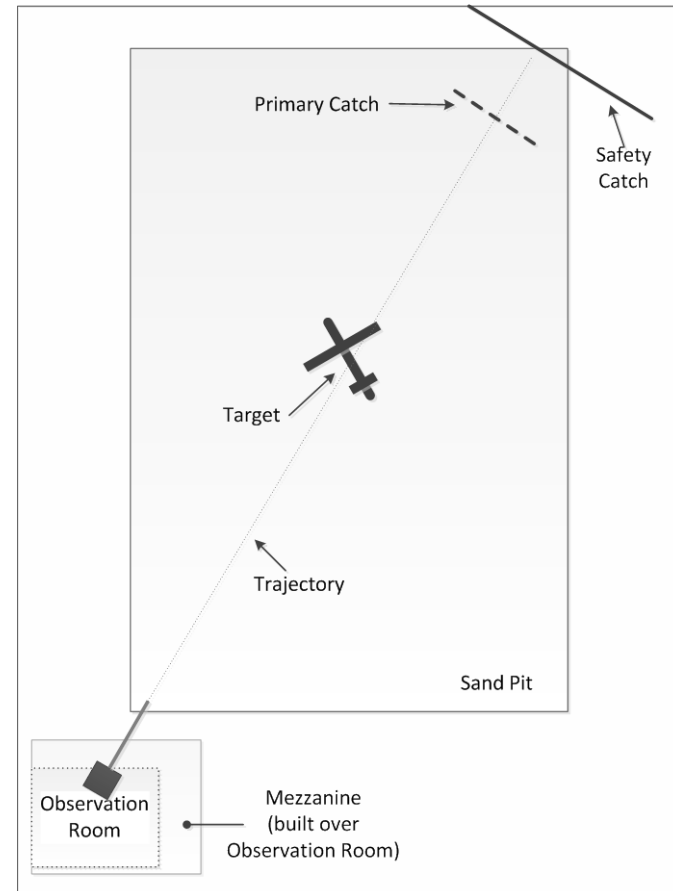 Primary Catch
Safety
Catch
Target
Trajectory
Sand Pit
Observation
Room
Mezzanine
(built over
Observation Room)